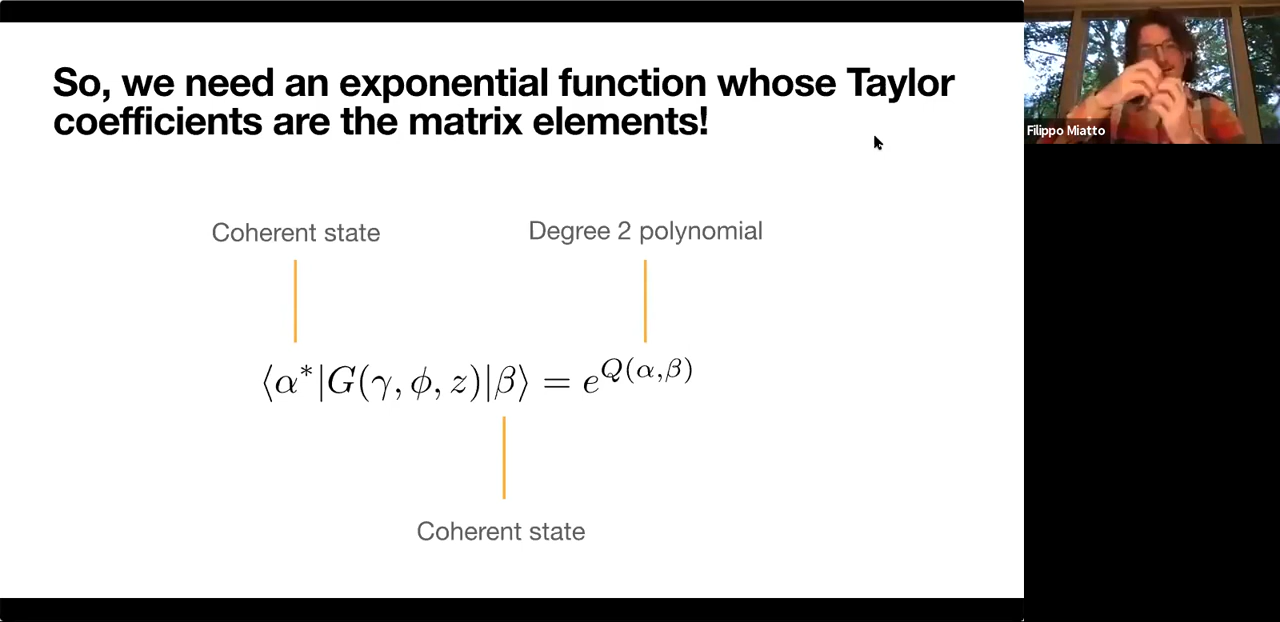 So, we need an exponential function whose Taylor
coefficients are the matrix elements!
Filippo Miatto
Coherent state
Degree 2 polynomial
⟨α*|G(γ, ϕ, z)|β⟩ = e^{Q(α,β)}
Coherent state